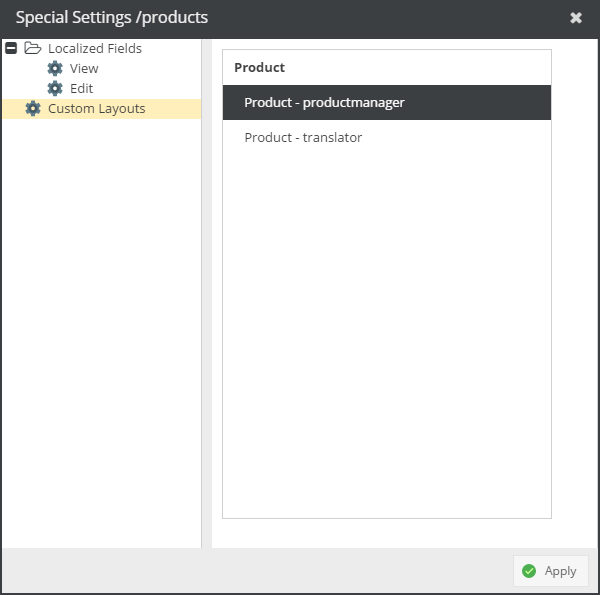 Special Settings /products
Localized Fields
View
Edit
Custom Layouts
Product
Product - productmanager
Product - translator
Apply